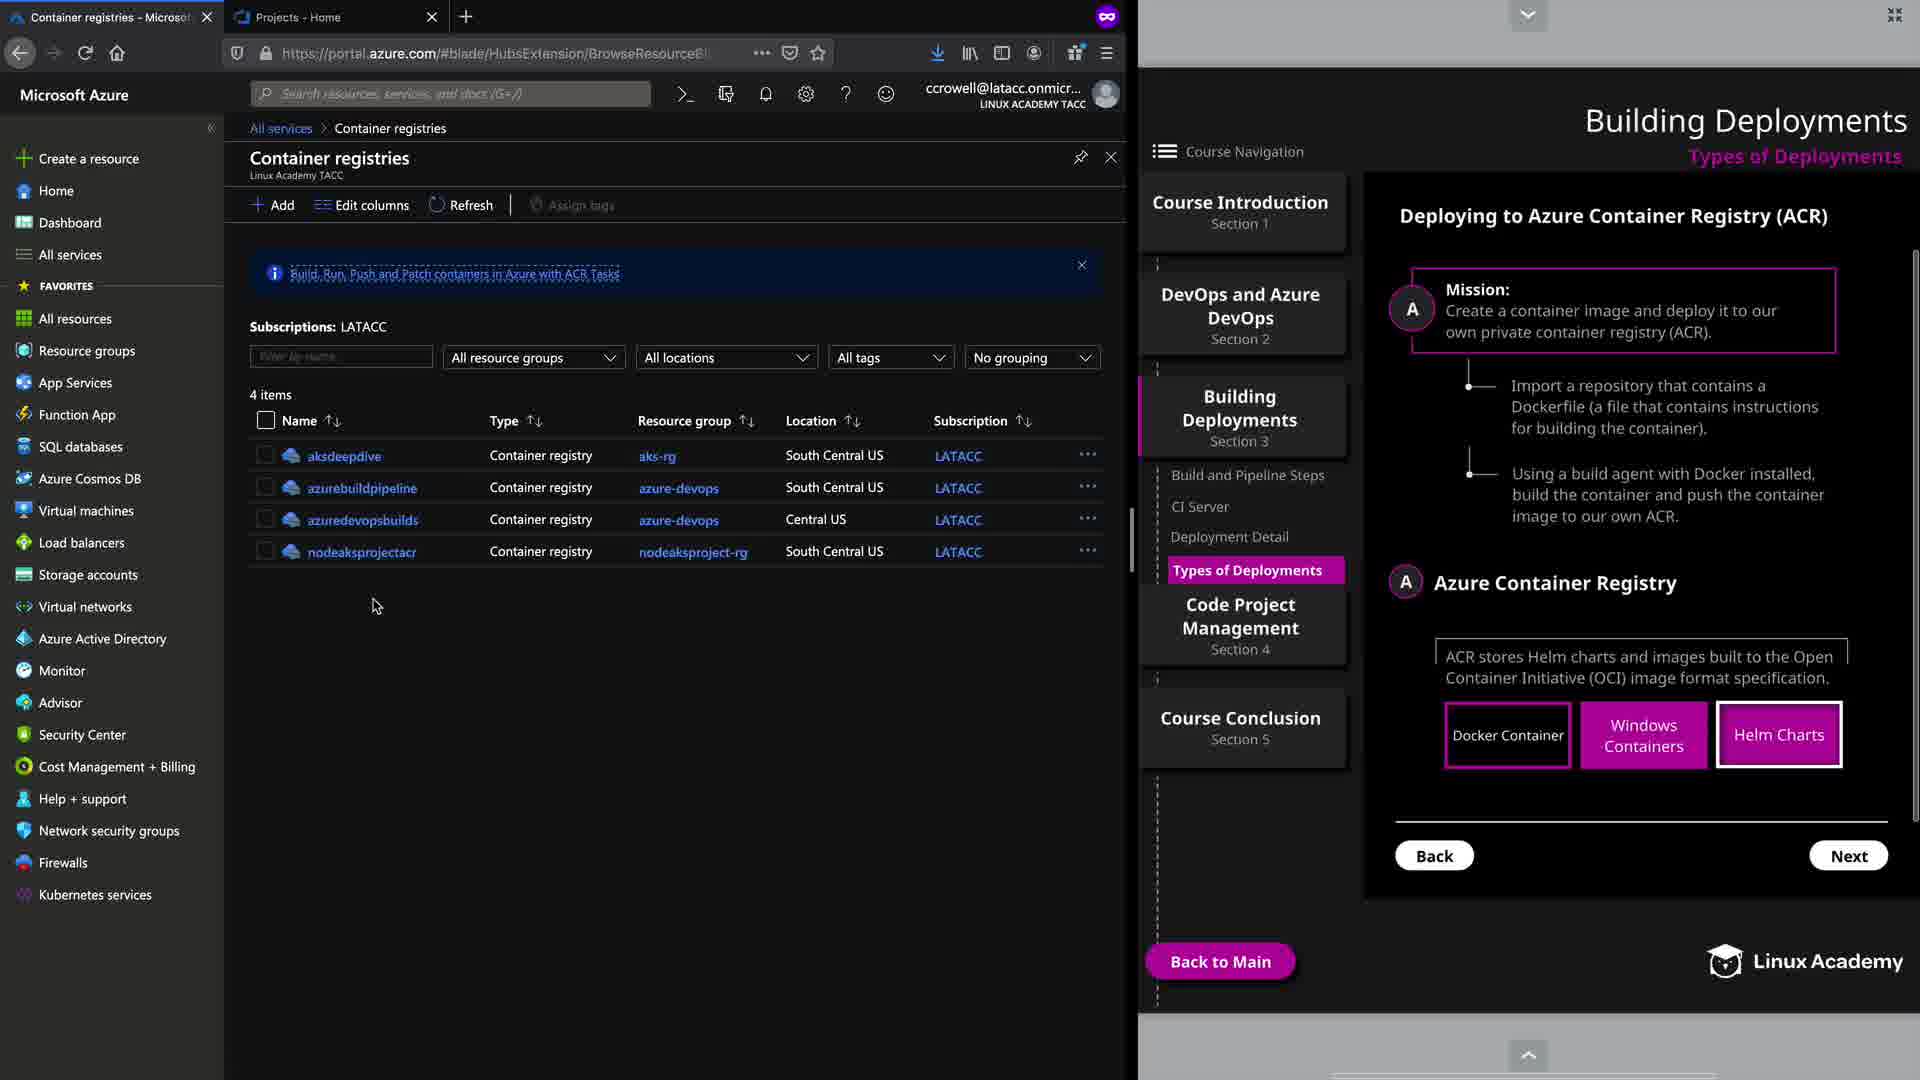 Container registries - Microsof
Projects - Home
https://portal.azure.com/#blade/HubsExtension/BrowseResourceBl
Microsoft Azure
Search resources, services, and docs (G+/)
ccrowell@latacc.onmicr...
LINUX ACADEMY TACC
Create a resource
Home
Dashboard
All services
FAVORITES
All resources
Resource groups
App Services
Function App
SQL databases
Azure Cosmos DB
Virtual machines
Load balancers
Storage accounts
Virtual networks
Azure Active Directory
Monitor
Advisor
Security Center
Cost Management + Billing
Help + support
Network security groups
Firewalls
Kubernetes services
All services > Container registries
Container registries
Linux Academy TACC
Add Edit columns Refresh Assign tags
Build, Run, Push and Patch containers in Azure with ACR Tasks
Subscriptions: LATACC
Filter by name... All resource groups All locations All tags No grouping
4 items
Name Type Resource group Location Subscription
aksdeepdive Container registry aks-rg South Central US LATACC
azurebuildpipeline Container registry azure-devops South Central US LATACC
azuredevopsbuilds Container registry azure-devops Central US LATACC
nodeaksprojectacr Container registry nodeaksproject-rg South Central US LATACC
Building Deployments
Types of Deployments
Course Navigation
Course Introduction
Section 1
DevOps and Azure
DevOps
Section 2
Building
Deployments
Section 3
Build and Pipeline Steps
CI Server
Deployment Detail
Types of Deployments
Code Project
Management
Section 4
Course Conclusion
Section 5
Back to Main
Deploying to Azure Container Registry (ACR)
A
Mission:
Create a container image and deploy it to our
own private container registry (ACR).
Import a repository that contains a
Dockerfile (a file that contains instructions
for building the container).
Using a build agent with Docker installed,
build the container and push the container
image to our own ACR.
A Azure Container Registry
ACR stores Helm charts and images built to the Open
Container Initiative (OCI) image format specification.
Docker Container
Windows
Containers
Helm Charts
Back
Next
Linux Academy